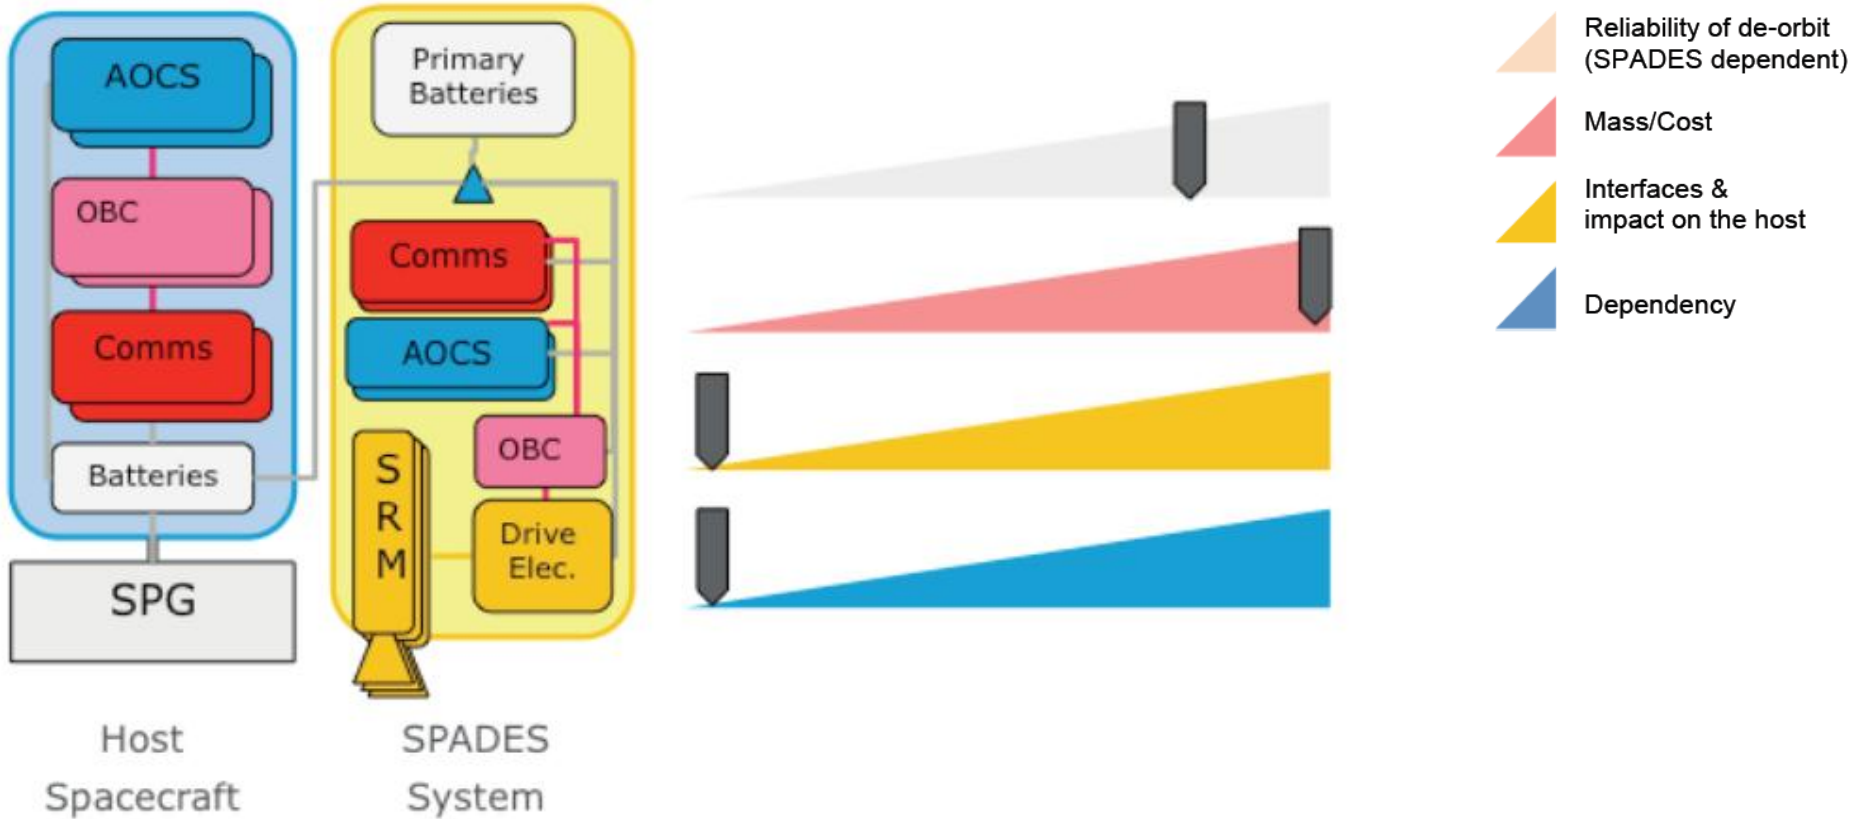 AOCS
OBC
Comms
Batteries
SPG
Host
Spacecraft
Primary
Batteries
Comms
AOCS
OBC
S
R
M
Drive
Elec.
SPADES
System
Reliability of de-orbit
(SPADES dependent)
Mass/Cost
Interfaces &
impact on the host
Dependency